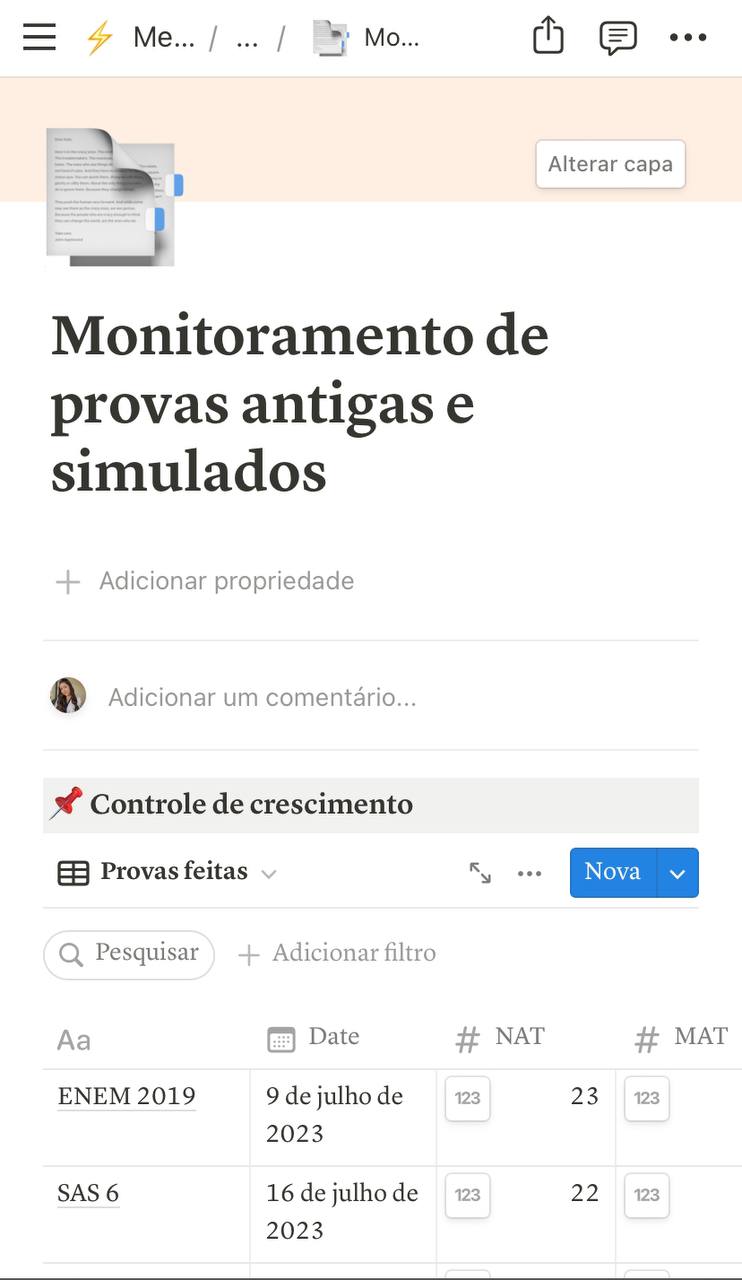 Me... / ... / Mo...
Alterar capa
Monitoramento de
provas antigas e
simulados
Adicionar propriedade
Adicionar um comentário...
Controle de crescimento
Provas feitas
Nova
Pesquisar
Adicionar filtro
Aa Date # NAT # MAT
ENEM 2019 9 de julho de 2023 123 23 123
SAS 6 16 de julho de 2023 123 22 123